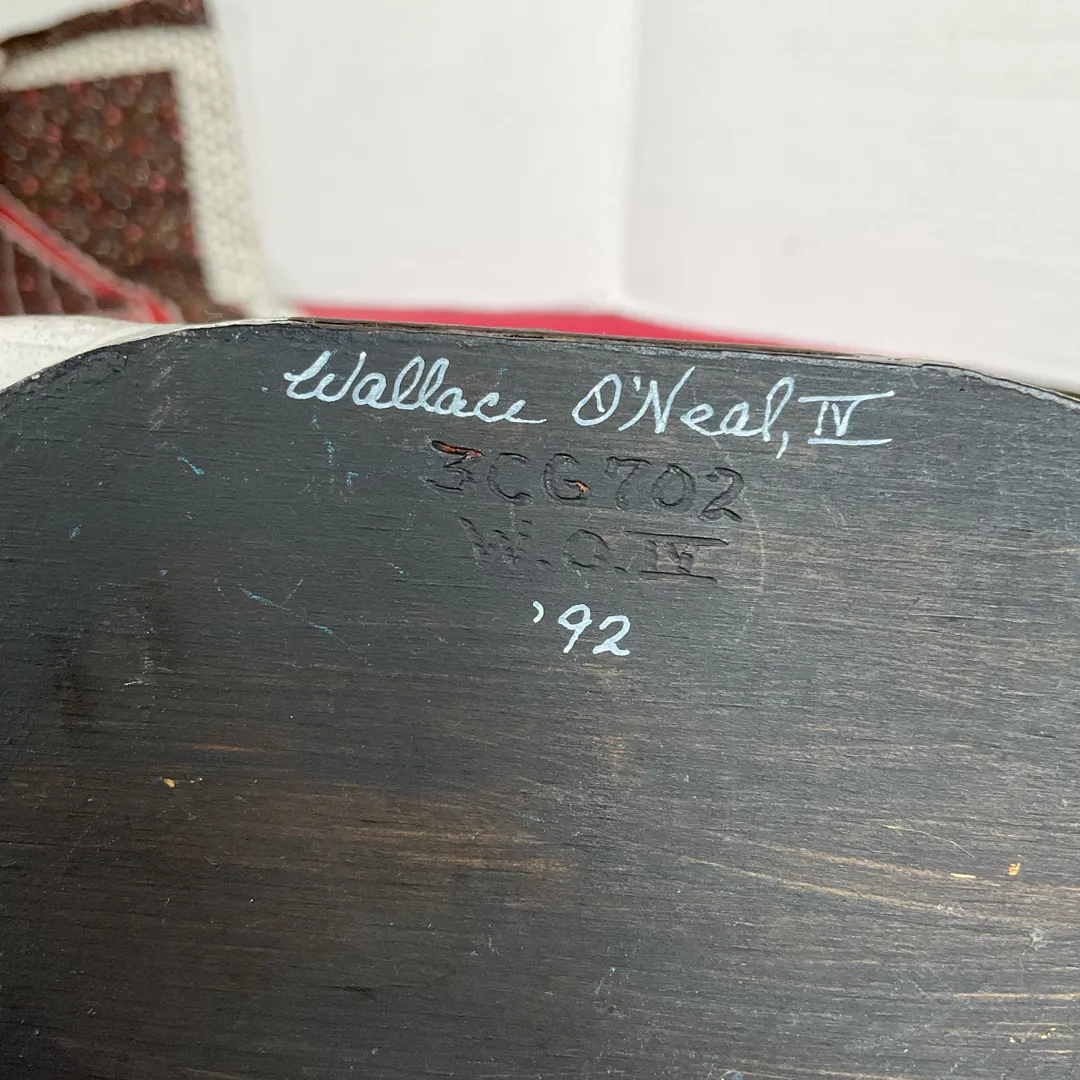 Wallace O'Neal, IV
3CG702
W.O.IV
'92